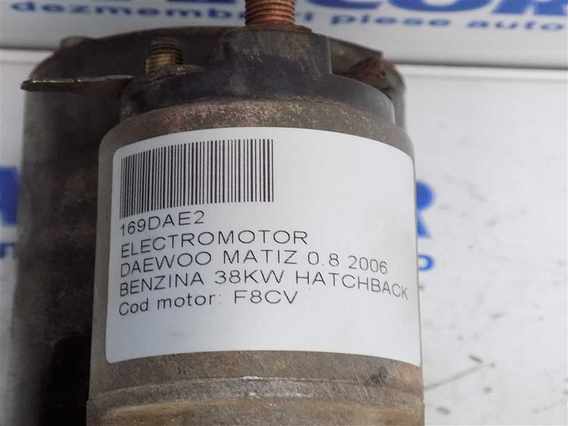 dezmembrari
piese auto
169DAE2
ELECTROMOTOR
DAEWOO MATIZ 0.8 2006
BENZINA 38KW HATCHBACK
Cod motor: F8CV